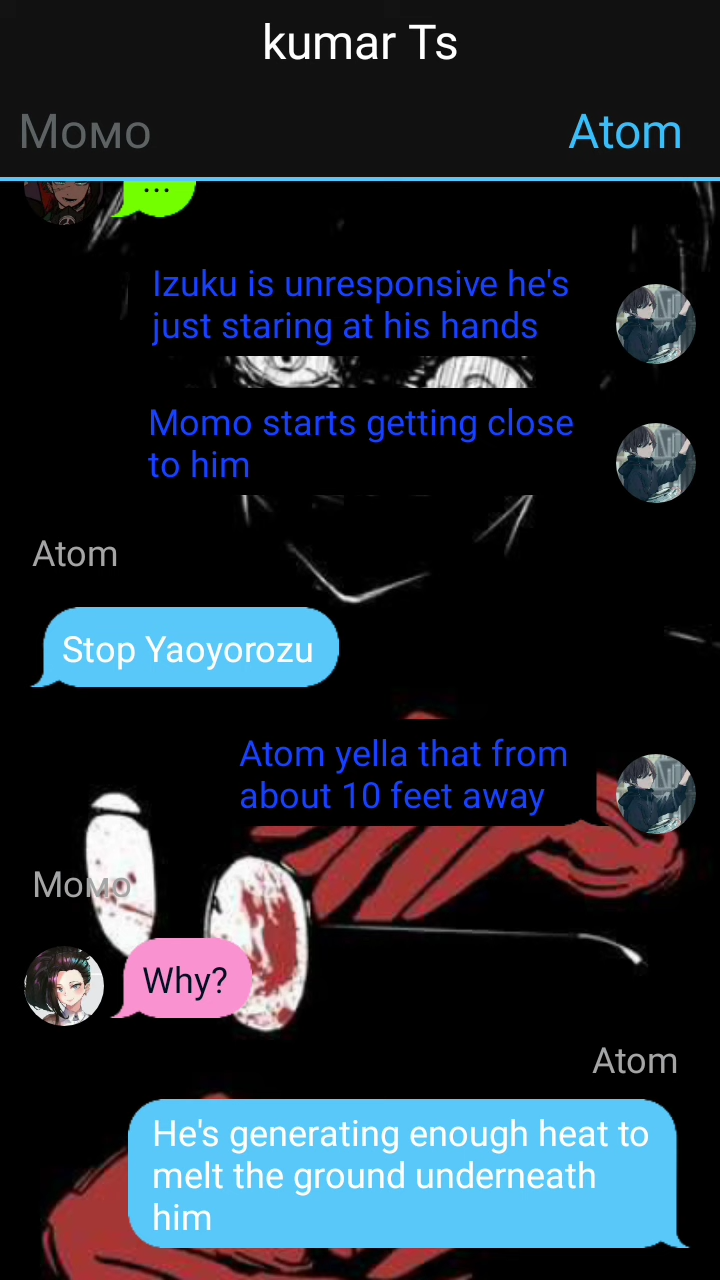 kumar Ts
Momo
Atom
...
Izuku is unresponsive he's
just staring at his hands
Momo starts getting close
to him
Atom
Stop Yaoyorozu
Atom yella that from
about 10 feet away
Momo
Why?
Atom
He's generating enough heat to
melt the ground underneath
him